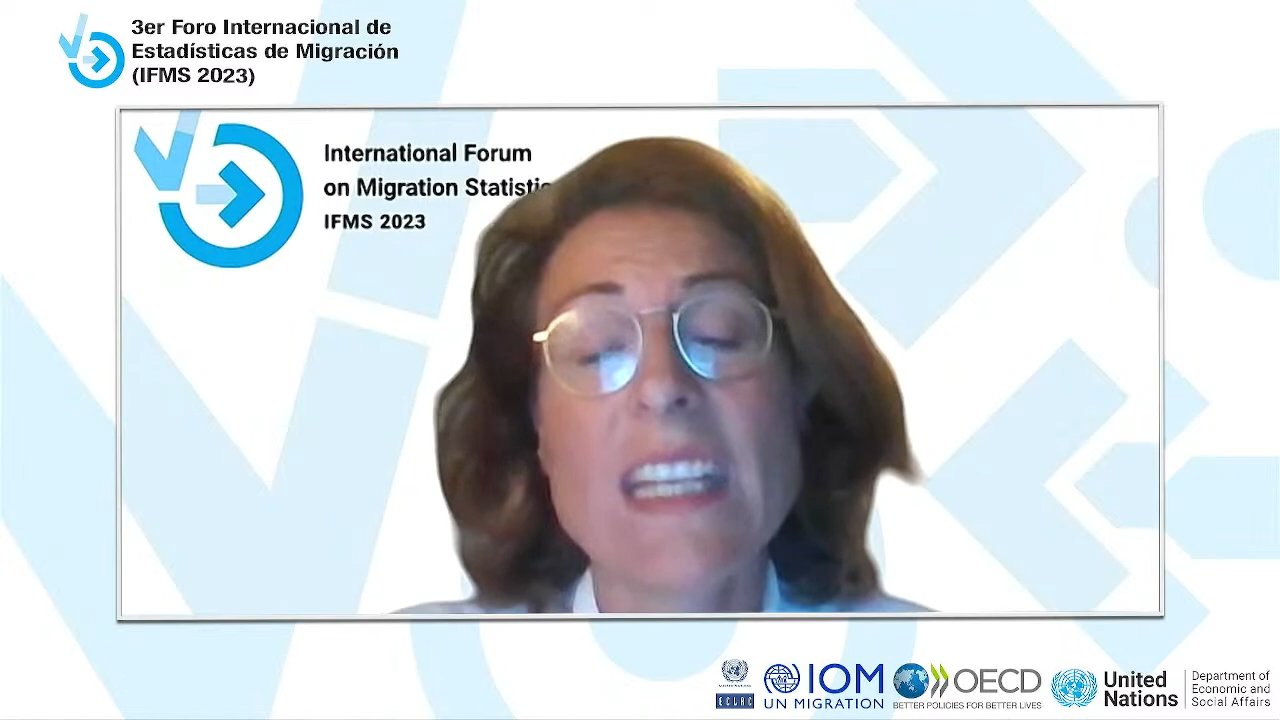 3er Foro Internacional de
Estadísticas de Migración
(IFMS 2023)
International Forum
on Migration Statistic
IFMS 2023
ECLAC
IOM
UN MIGRATION
OECD
BETTER POLICIES FOR BETTER LIVES
United
Nations
Department of
Economic and
Social Affairs